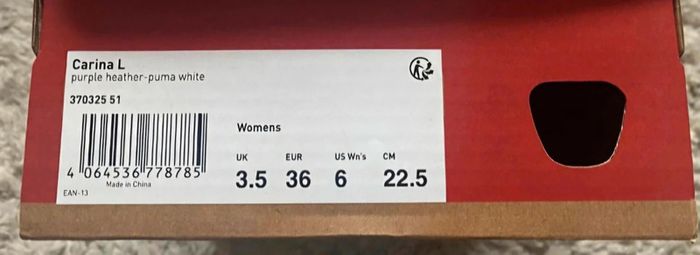 Carina L
purple heather-puma white
370325 51
Womens
UK EUR US Wn's CM
3.5 36 6 22.5
4 064536 778785
Made in China
EAN-13